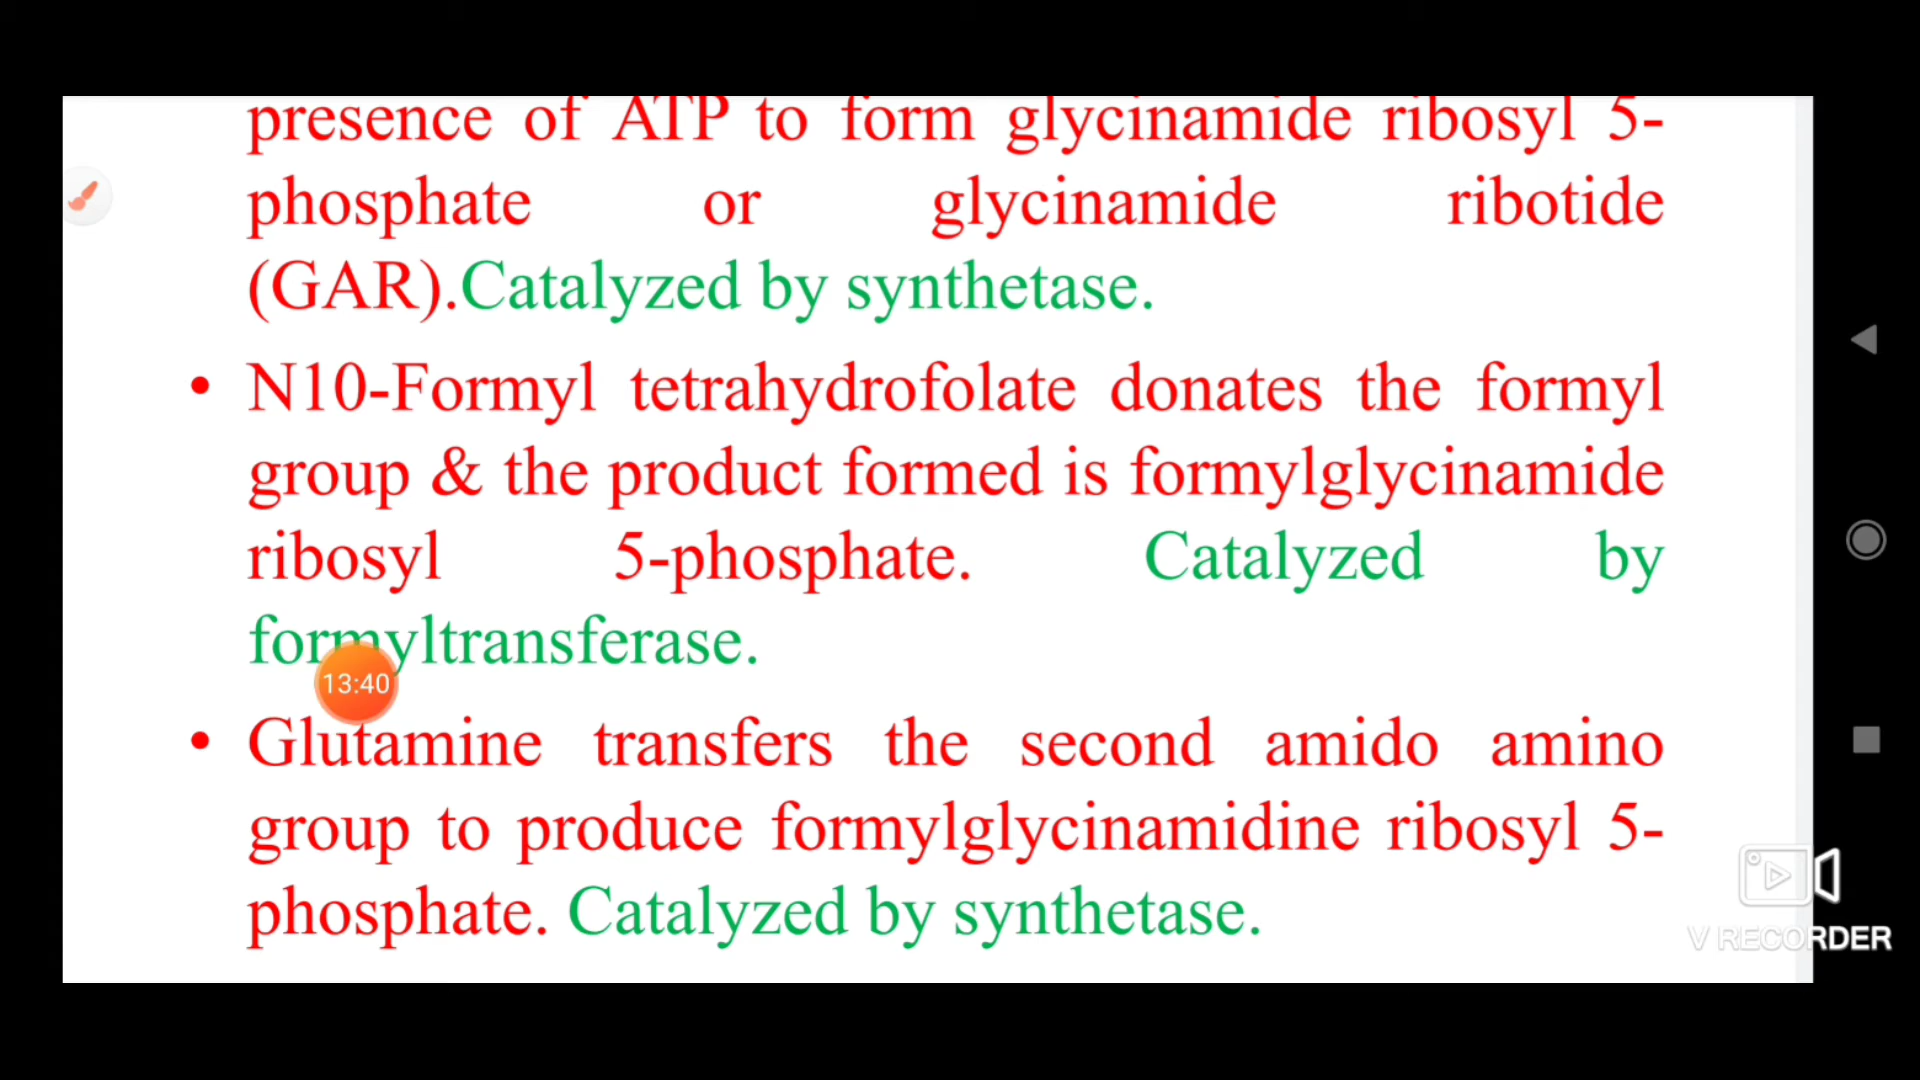 presence of ATP to form glycinamide ribosyl 5-
phosphate or glycinamide ribotide
(GAR).Catalyzed by synthetase.
• N10-Formyl tetrahydrofolate donates the formyl
group & the product formed is formylglycinamide
ribosyl 5-phosphate. Catalyzed by
formyltransferase.
13:40
• Glutamine transfers the second amido amino
group to produce formylglycinamidine ribosyl 5-
phosphate. Catalyzed by synthetase.
V RECORDER